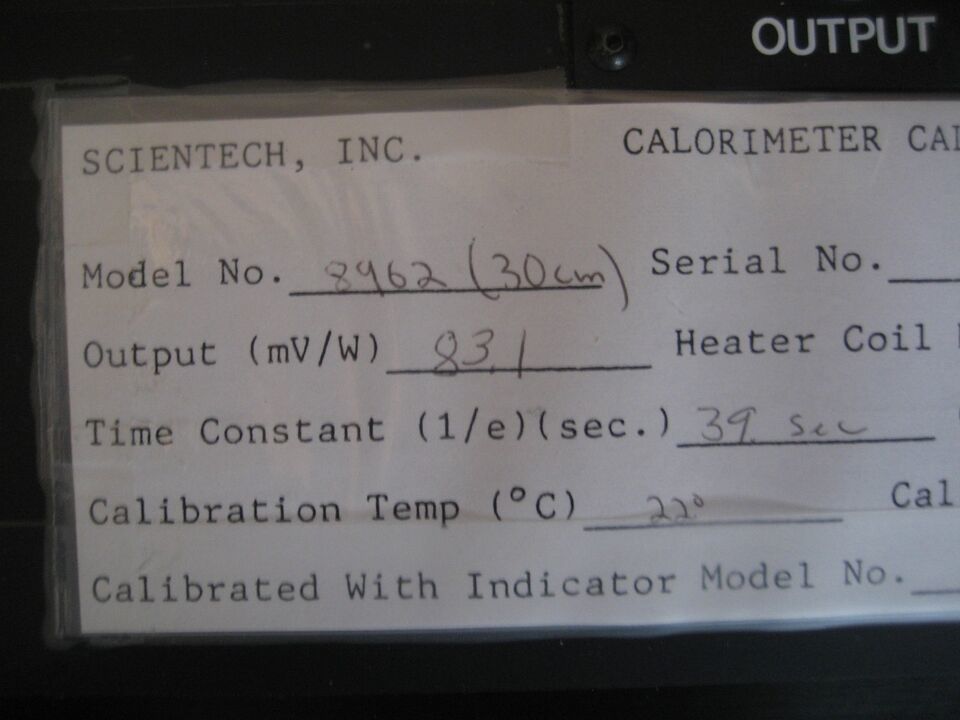 OUTPUT
SCIENTECH, INC. CALORIMETER CAL
Model No. 8962 (30cm) Serial No.
Output (mV/W) 83.1 Heater Coil
Time Constant (1/e)(sec.) 39 sec
Calibration Temp (°C) 22° Cal
Calibrated With Indicator Model No.